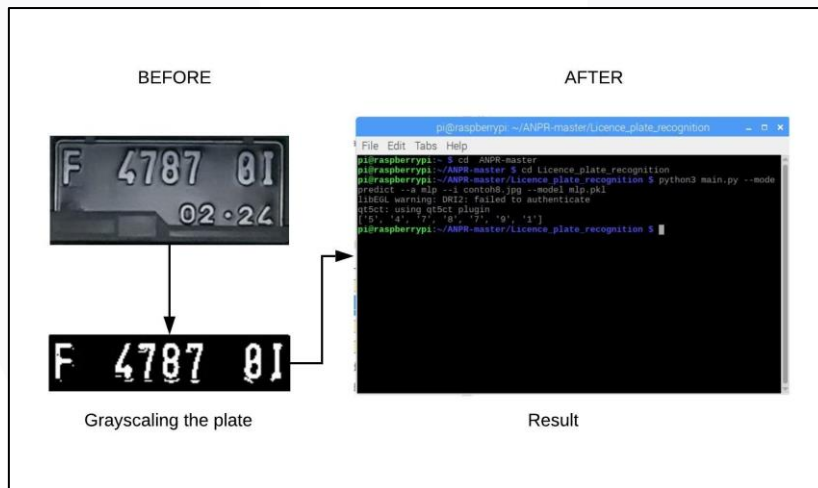 BEFORE
AFTER
F 4787 0I
02·24
F 4787 0I
Grayscaling the plate
pi@raspberrypi: ~/ANPR-master/Licence_plate_recognition
File Edit Tabs Help
pi@raspberrypi:~ $ cd ANPR-master
pi@raspberrypi:~/ANPR-master $ cd Licence_plate_recognition
pi@raspberrypi:~/ANPR-master/Licence_plate_recognition $ python3 main.py --mode
predict --a mlp --i contoh8.jpg --model mlp.pkl
libEGL warning: DRI2: failed to authenticate
qt5ct: using qt5ct plugin
['5', '4', '7', '8', '7', '9', '1']
pi@raspberrypi:~/ANPR-master/Licence_plate_recognition $
Result